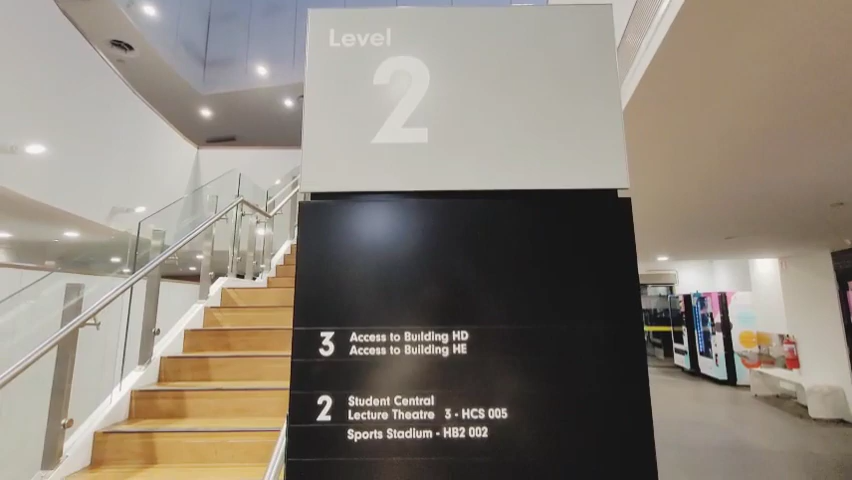 Level
2
3 Access to Building HD
Access to Building HE
2 Student Central
Lecture Theatre 3 - HCS 005
Sports Stadium - HB2 002